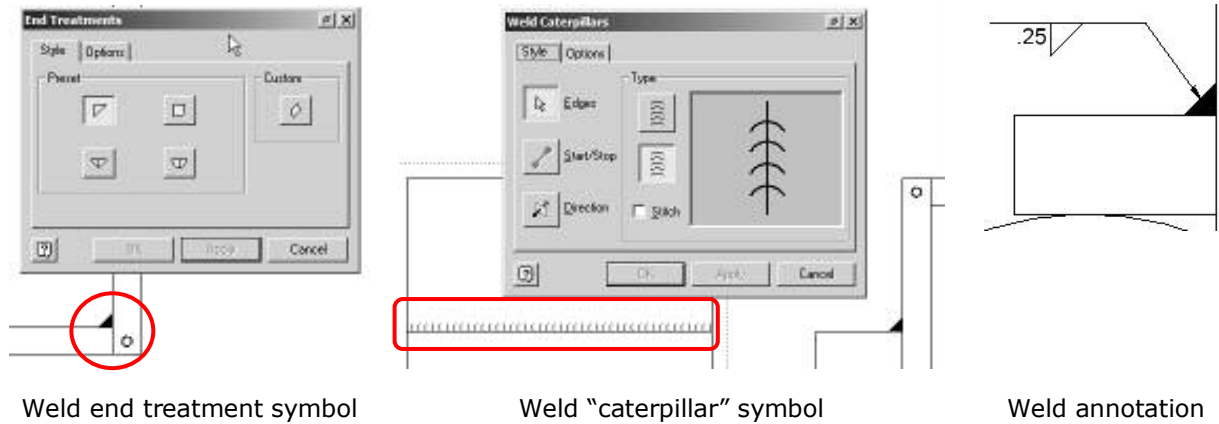 End Treatments
Style Options
Preset
Custom
Cancel
Weld Caterpillars
Style Options
Edges
Start/Stop
Direction
Type
Stitch
OK Apply Cancel
.25
Weld end treatment symbol
Weld “caterpillar” symbol
Weld annotation